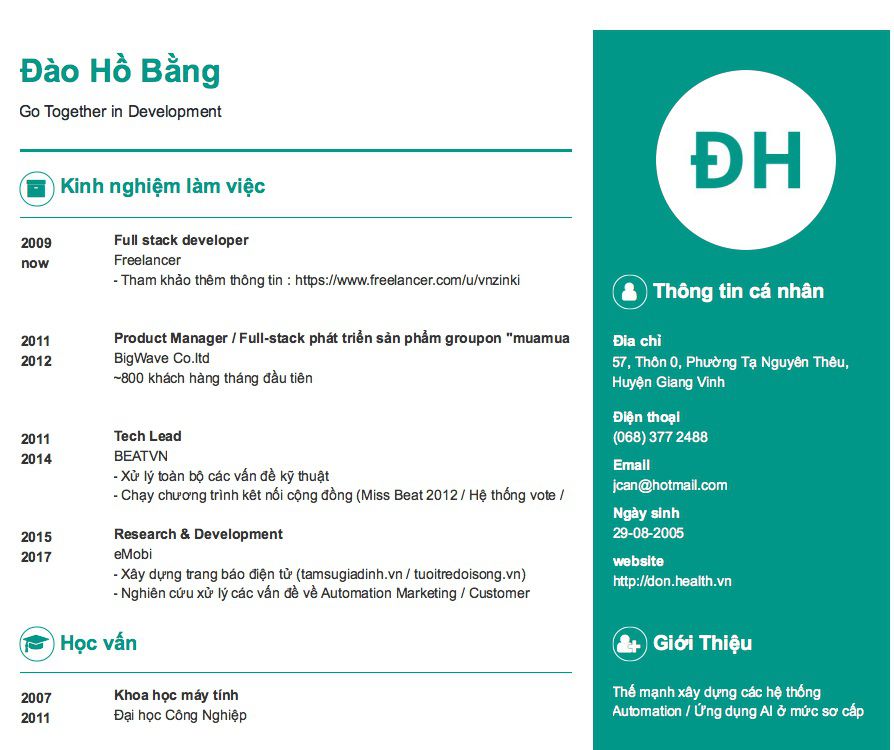 Đào Hồ Bằng
Go Together in Development
Kinh nghiệm làm việc
2009
now
Full stack developer
Freelancer
- Tham khảo thêm thông tin : https://www.freelancer.com/u/vnzinki
2011
2012
Product Manager / Full-stack phát triển sản phẩm groupon "muamua
BigWave Co.ltd
~800 khách hàng tháng đầu tiên
2011
2014
Tech Lead
BEATVN
- Xử lý toàn bộ các vấn đề kỹ thuật
- Chạy chương trình kêt nối cộng đồng (Miss Beat 2012 / Hệ thống vote /
2015
2017
Research & Development
eMobi
- Xây dựng trang báo điện tử (tamsugiadinh.vn / tuoitredoisong.vn)
- Nghiên cứu xử lý các vấn đề về Automation Marketing / Customer
Học vấn
2007
2011
Khoa học máy tính
Đại học Công Nghiệp
ĐH
Thông tin cá nhân
Đia chỉ
57, Thôn 0, Phường Tạ Nguyên Thêu,
Huyện Giang Vinh
Điện thoại
(068) 377 2488
Email
jcan@hotmail.com
Ngày sinh
29-08-2005
website
http://don.health.vn
Giới Thiệu
Thế mạnh xây dựng các hệ thống
Automation / Ứng dụng AI ở mức sơ cấp